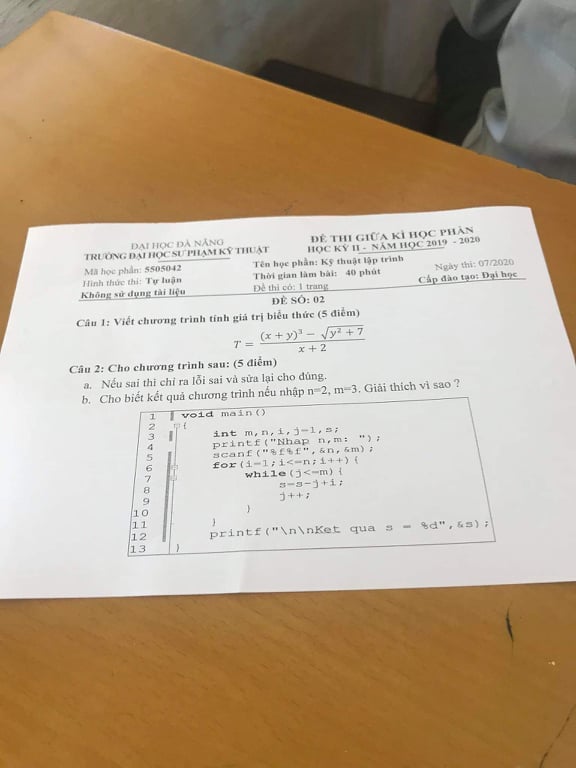 ĐẠI HỌC ĐÀ NẴNG
TRƯỜNG ĐẠI HỌC SƯ PHẠM KỸ THUẬT
ĐỀ THI GIỮA KÌ HỌC PHẦN
HỌC KỲ II - NĂM HỌC 2019 - 2020
Mã học phần: 5505042
Hình thức thi: Tự luận
Không sử dụng tài liệu
Tên học phần: Kỹ thuật lập trình
Thời gian làm bài: 40 phút
Đề thi có: 1 trang
Ngày thi: 07/2020
Cấp đào tạo: Đại học
ĐỀ SỐ: 02
Câu 1: Viết chương trình tính giá trị biểu thức (5 điểm)
T = ((x + y)³ − √(y² + 7)) / (x + 2)
Câu 2: Cho chương trình sau: (5 điểm)
a. Nếu sai thì chỉ ra lỗi sai và sửa lại cho đúng.
b. Cho biết kết quả chương trình nếu nhập n=2, m=3. Giải thích vì sao ?
1 void main()
2 {
3 int m,n,i,j=1,s;
4 printf("Nhap n,m: ");
5 scanf("%f%f",&n,&m);
6 for(i=1;i<=n;i++){
7 while(j<=m){
8 s=s-j+i;
9 j++;
10 }
11 }
12 printf("\n\nKet qua s = %d",&s);
13 }